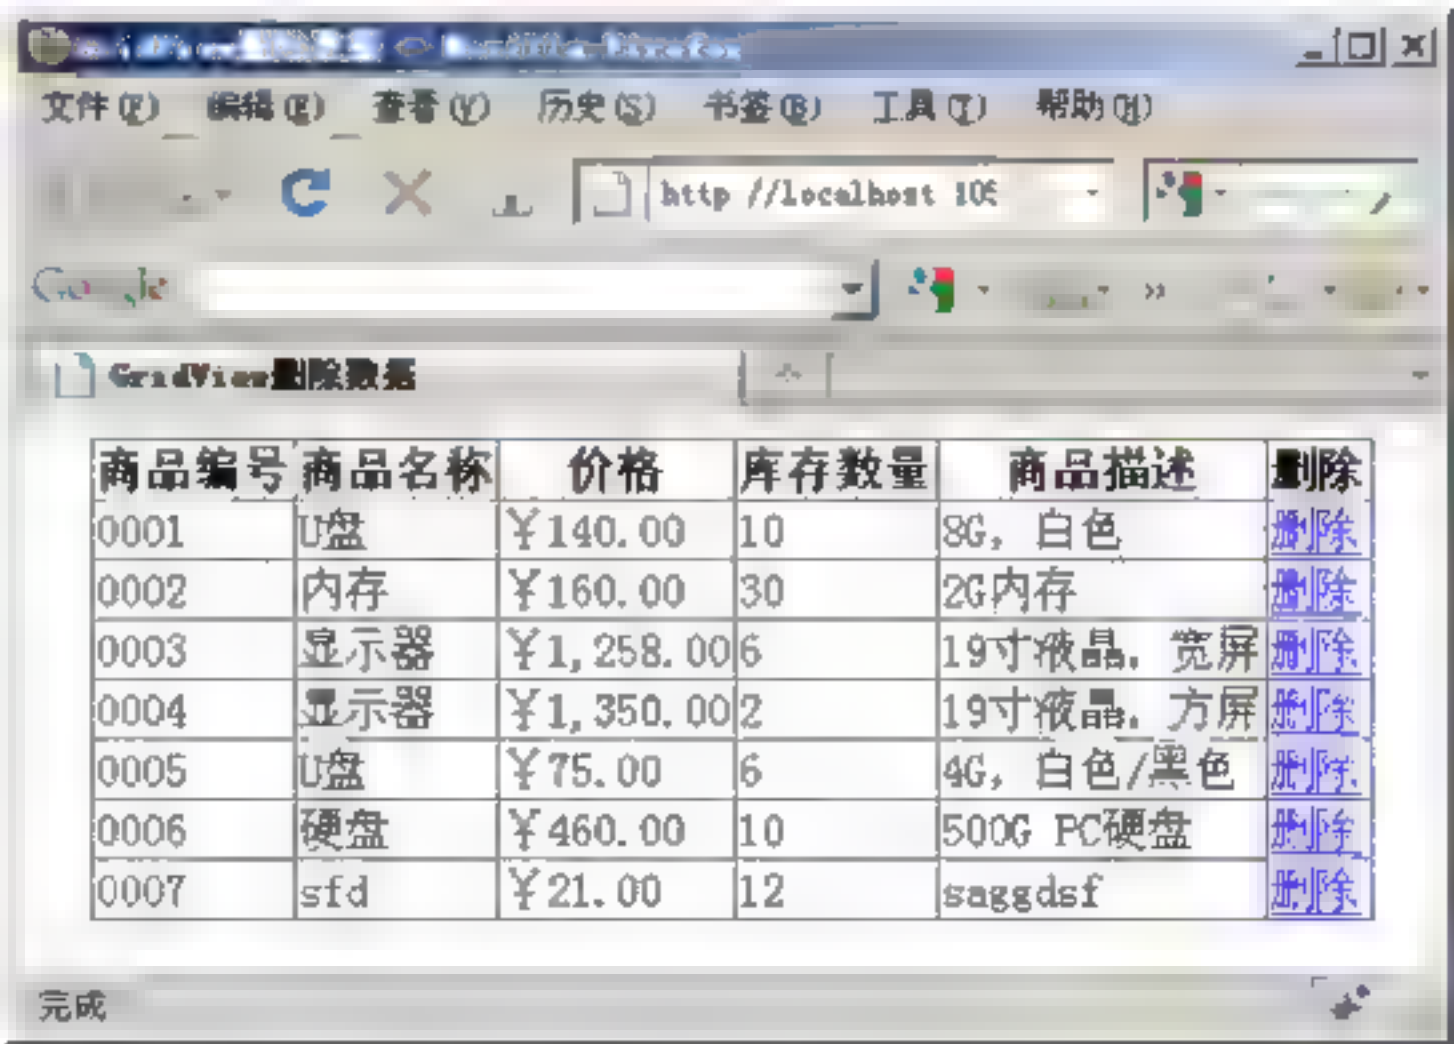 文件(F) 编辑(E) 查看(V) 历史(S) 书签(B) 工具(T) 帮助(H)
http //localhost 105
GridView删除数据
商品编号 商品名称 价格 库存数量 商品描述 删除
0001 U盘 ¥140.00 10 8G, 白色 删除
0002 内存 ¥160.00 30 2G内存 删除
0003 显示器 ¥1,258.00 6 19寸液晶, 宽屏 删除
0004 显示器 ¥1,350.00 2 19寸液晶, 方屏 删除
0005 U盘 ¥75.00 6 4G, 白色/黑色 删除
0006 硬盘 ¥460.00 10 500G PC硬盘 删除
0007 sfd ¥21.00 12 saggdsf 删除
完成